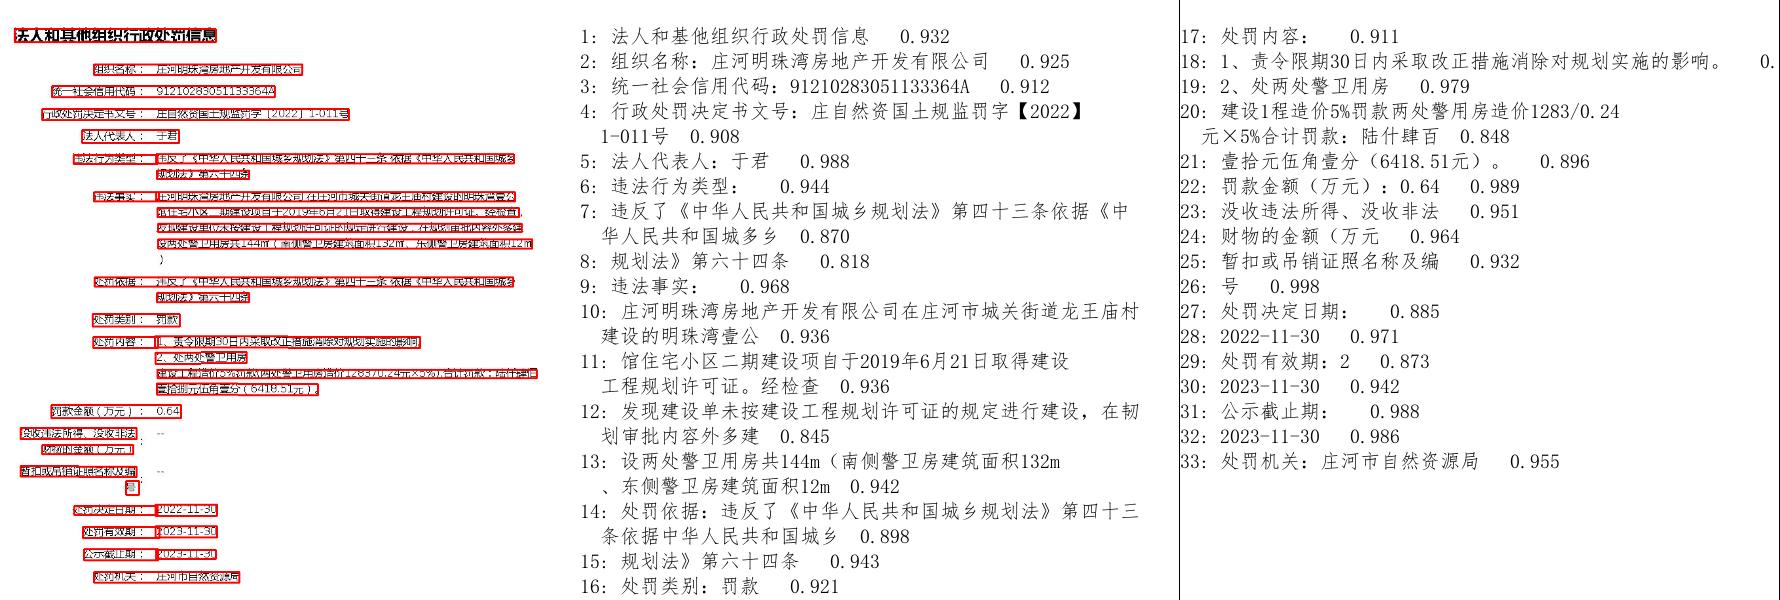 法人和其他组织行政处罚信息
组织名称： 庄河明珠湾房地产开发有限公司
统一社会信用代码： 91210283051133364A
行政处罚决定书文号： 庄自然资国土规监罚字［2022］1-011号
法人代表人： 于君
违法行为类型： 违反了《中华人民共和国城乡规划法》第四十三条 依据《中华人民共和国城乡
规划法》第六十四条
违法事实： 庄河明珠湾房地产开发有限公司 在庄河市城关街道龙王庙村建设的明珠湾壹公
馆住宅小区二期建设项目于2019年6月21日取得建设工程规划许可证、经检查，
发现建设单位未按建设工程规划许可证的规定进行建设，在规划审批内容外多建
设两处警卫用房共144㎡（南侧警卫房建筑面积132㎡、东侧警卫房建筑面积12㎡
）
处罚依据： 违反了《中华人民共和国城乡规划法》第四十三条 依据《中华人民共和国城乡
规划法》第六十四条
处罚类别： 罚款
处罚内容： 1、责令限期30日内采取改正措施消除对规划实施的影响
2、处两处警卫用房
建设工程造价5%罚款(两处警卫用房造价128370.24元×5%),合计罚款：陆仟肆佰
壹拾捌元伍角壹分（6418.51元）。
罚款金额（万元）： 0.64
没收违法所得、没收非法
财物的金额（万元）
： --
暂扣或吊销证照名称及编
号
： --
处罚决定日期： 2022-11-30
处罚有效期： 2023-11-30
公示截止期： 2023-11-30
处罚机关： 庄河市自然资源局
1: 法人和基他组织行政处罚信息 0.932
2: 组织名称: 庄河明珠湾房地产开发有限公司 0.925
3: 统一社会信用代码: 91210283051133364A 0.912
4: 行政处罚决定书文号: 庄自然资国土规监罚字【2022】
1-011号 0.908
5: 法人代表人: 于君 0.988
6: 违法行为类型: 0.944
7: 违反了《中华人民共和国城乡规划法》第四十三条依据《中
华人民共和国城多乡 0.870
8: 规划法》第六十四条 0.818
9: 违法事实: 0.968
10: 庄河明珠湾房地产开发有限公司在庄河市城关街道龙王庙村
建设的明珠湾壹公 0.936
11: 馆住宅小区二期建设项自于2019年6月21日取得建设
工程规划许可证。经检查 0.936
12: 发现建设单未按建设工程规划许可证的规定进行建设，在韧
划审批内容外多建 0.845
13: 设两处警卫用房共144m（南侧警卫房建筑面积132m
、东侧警卫房建筑面积12m 0.942
14: 处罚依据: 违反了《中华人民共和国城乡规划法》第四十三
条依据中华人民共和国城乡 0.898
15: 规划法》第六十四条 0.943
16: 处罚类别: 罚款 0.921
17: 处罚内容: 0.911
18: 1、责令限期30日内采取改正措施消除对规划实施的影响。 0.
19: 2、处两处警卫用房 0.979
20: 建设1程造价5%罚款两处警用房造价1283/0.24
元×5%合计罚款: 陆什肆百 0.848
21: 壹拾元伍角壹分（6418.51元）。 0.896
22: 罚款金额（万元）: 0.64 0.989
23: 没收违法所得、没收非法 0.951
24: 财物的金额（万元 0.964
25: 暂扣或吊销证照名称及编 0.932
26: 号 0.998
27: 处罚决定日期: 0.885
28: 2022-11-30 0.971
29: 处罚有效期: 2 0.873
30: 2023-11-30 0.942
31: 公示截止期: 0.988
32: 2023-11-30 0.986
33: 处罚机关: 庄河市自然资源局 0.955